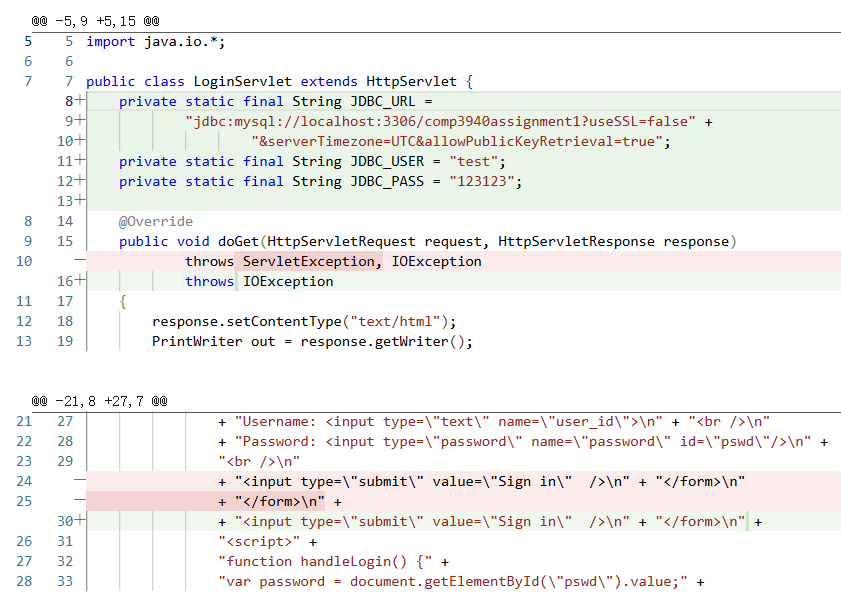 @@ -5,9 +5,15 @@
5 5 import java.io.*;
6 6
7 7 public class LoginServlet extends HttpServlet {
8+ private static final String JDBC_URL =
9+ "jdbc:mysql://localhost:3306/comp3940assignment1?useSSL=false" +
10+ "&serverTimezone=UTC&allowPublicKeyRetrieval=true";
11+ private static final String JDBC_USER = "test";
12+ private static final String JDBC_PASS = "123123";
13+
8 14 @Override
9 15 public void doGet(HttpServletRequest request, HttpServletResponse response)
10 — throws ServletException, IOException
16+ throws IOException
11 17 {
12 18 response.setContentType("text/html");
13 19 PrintWriter out = response.getWriter();
@@ -21,8 +27,7 @@
21 27 + "Username: <input type=\"text\" name=\"user_id\">\n" + "<br />\n"
22 28 + "Password: <input type=\"password\" name=\"password\" id=\"pswd\"/>\n" +
23 29 "<br />\n"
24 — + "<input type=\"submit\" value=\"Sign in\"  />\n" + "</form>\n"
25 — + "</form>\n" +
30+ + "<input type=\"submit\" value=\"Sign in\"  />\n" + "</form>\n" +
26 31 "<script>" +
27 32 "function handleLogin() {" +
28 33 "var password = document.getElementById(\"pswd\").value;" +